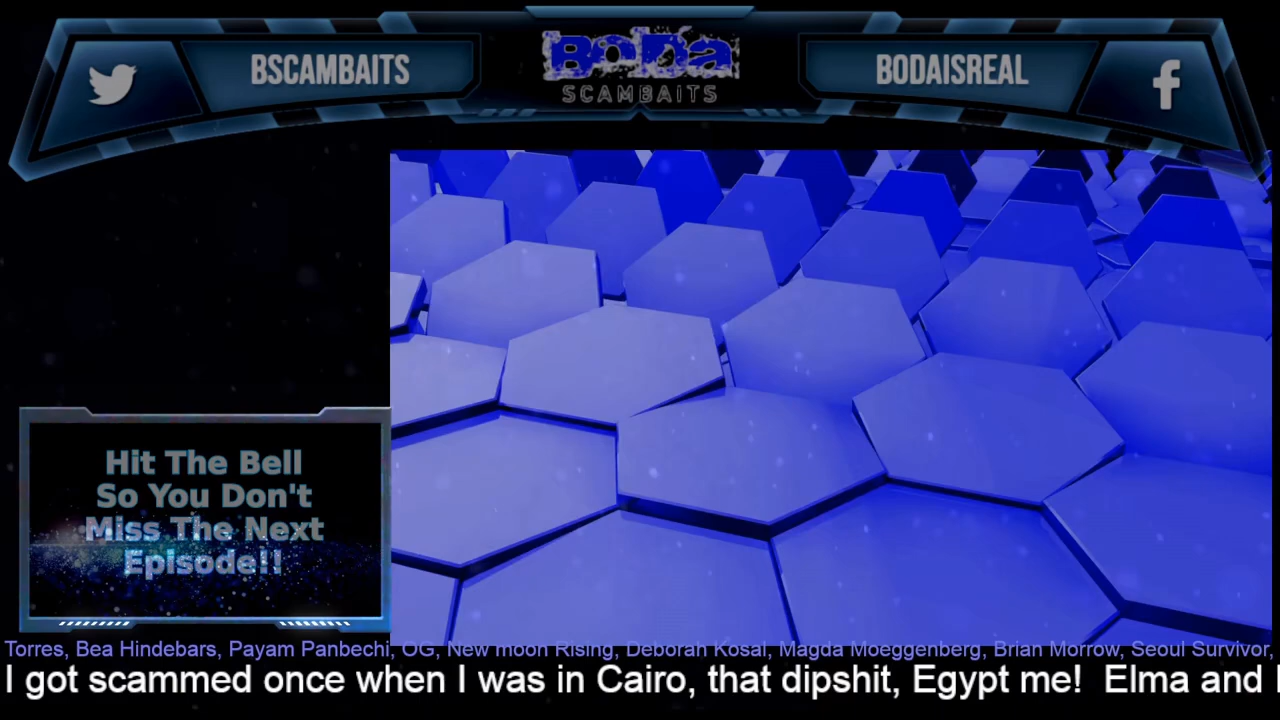 BSCAMBAITS
BoDa
SCAMBAITS
BODAISREAL
Hit The Bell
So You Don't
Miss The Next
Episode!!
Torres, Bea Hindebars, Payam Panbechi, OG, New moon Rising, Deborah Kosal, Magda Moeggenberg, Brian Morrow, Seoul Survivor,
I got scammed once when I was in Cairo, that dipshit, Egypt me! Elma and